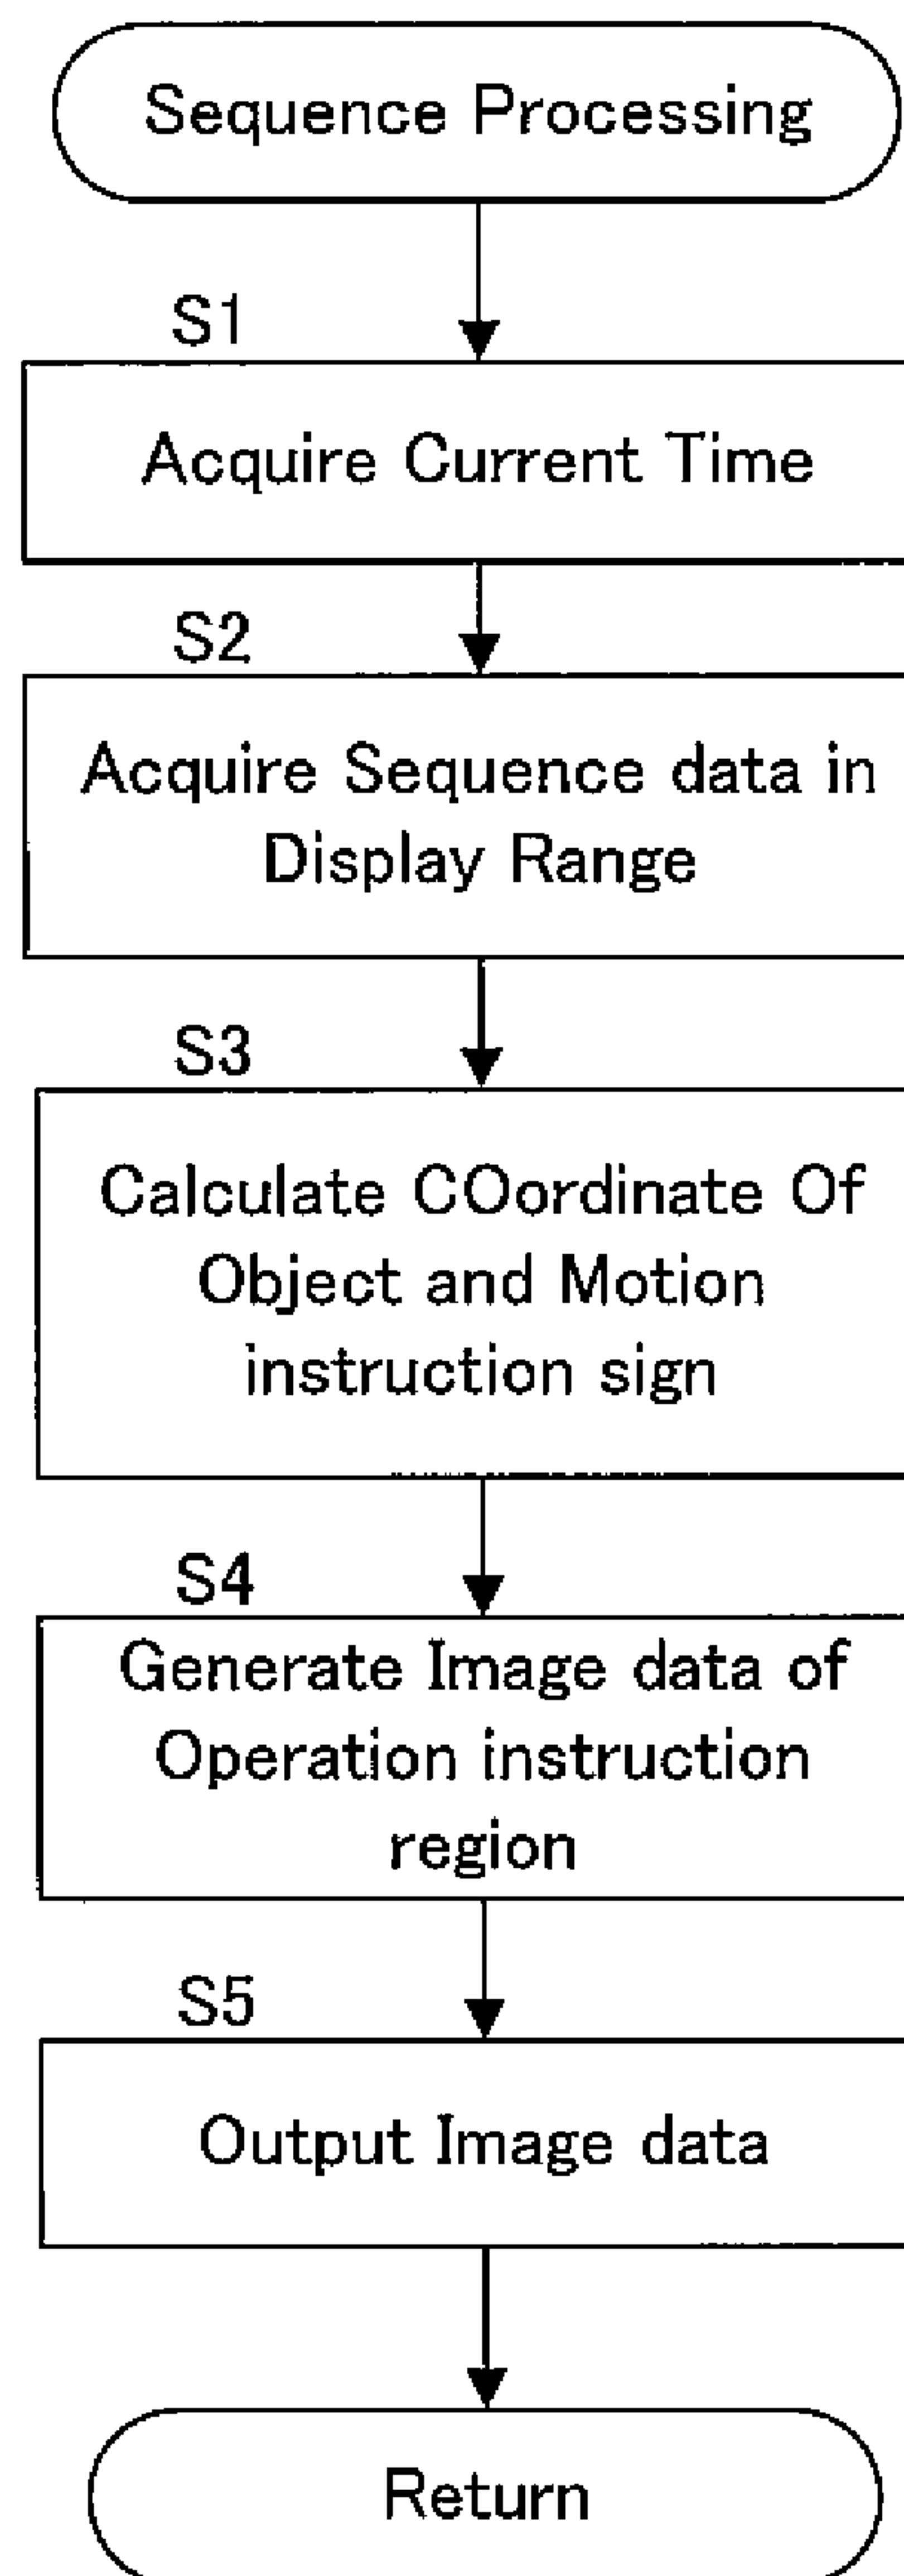 Sequence Processing
S1
Acquire Current Time
S2
Acquire Sequence data in
Display Range
S3
Calculate COordinate Of
Object and Motion
instruction sign
S4
Generate Image data of
Operation instruction
region
S5
Output Image data
Return